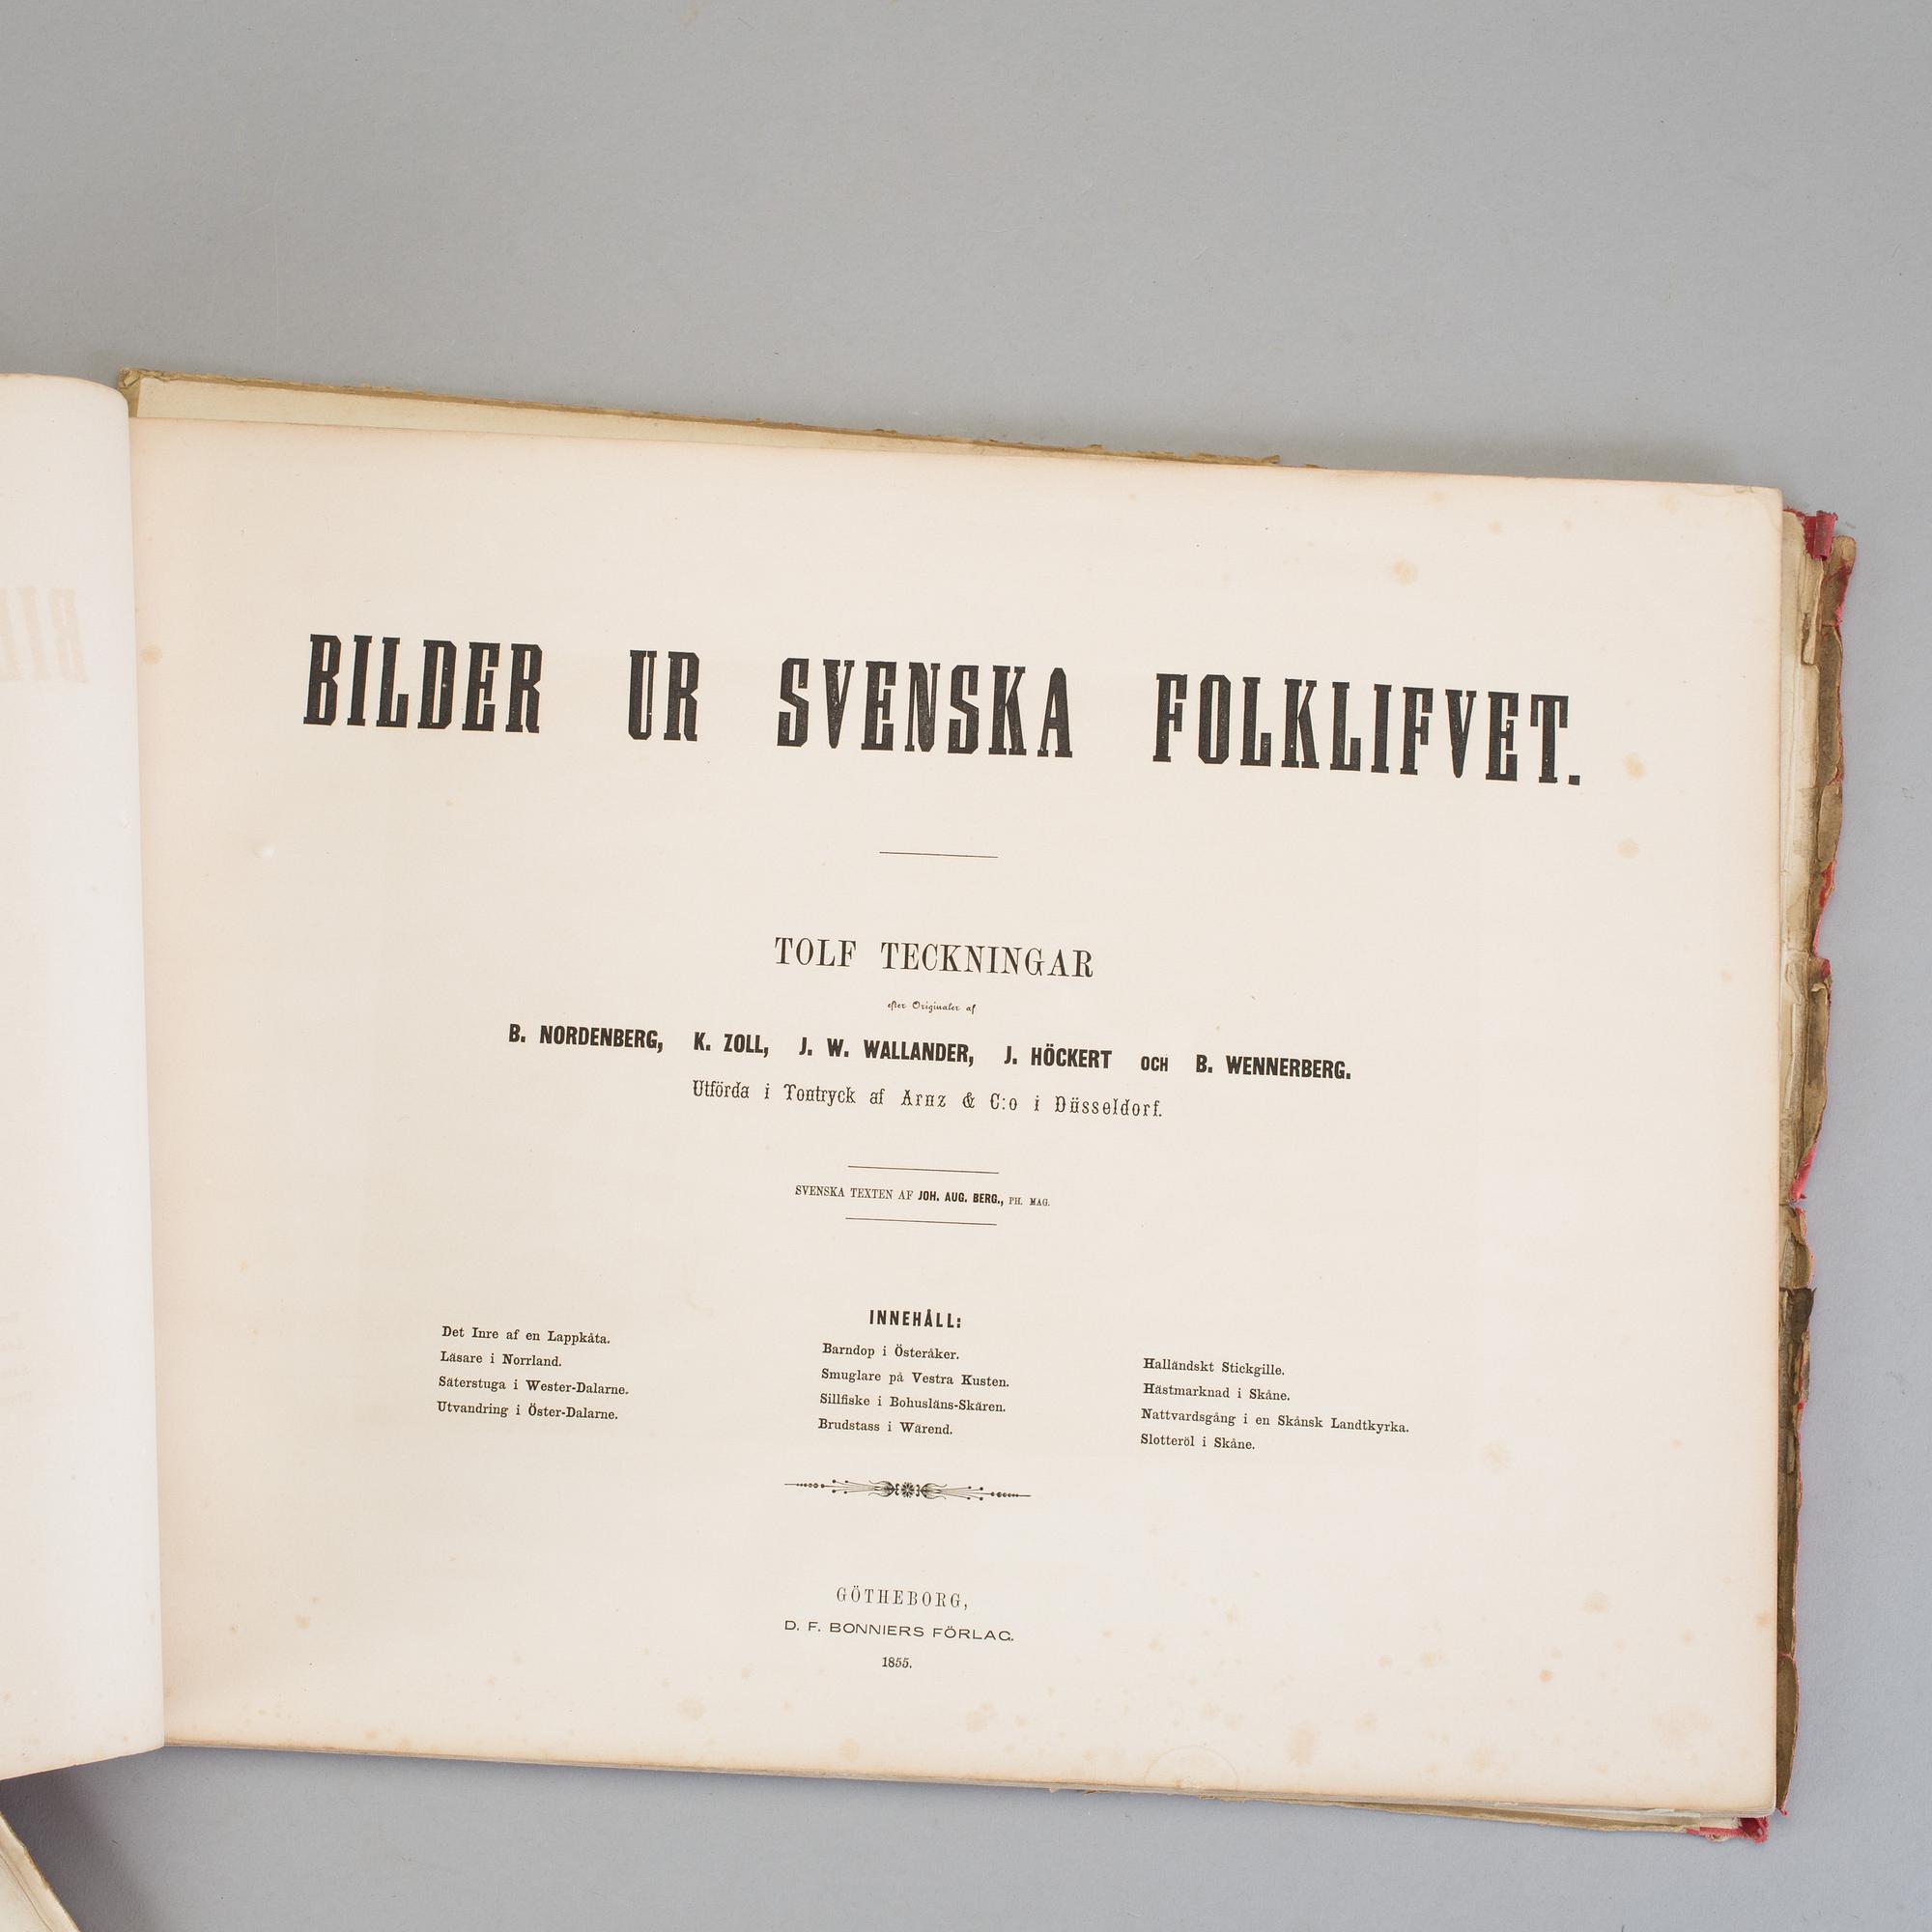 BILDER UR SVENSKA FOLKLIFVET.
TOLF TECKNINGAR
efter Originaler af
B. NORDENBERG, K. ZOLL, J. W. WALLANDER, J. HÖCKERT OCH B. WENNERBERG.
Utförda i Tontryck af Arnz & C:o i Düsseldorf.
SVENSKA TEXTEN AF JOH. AUG. BERG., PH. MAG.
INNEHÅLL:
Det Inre af en Lappkåta.
Läsare i Norrland.
Säterstuga i Wester-Dalarne.
Utvandring i Öster-Dalarne.
Barndop i Österåker.
Smuglare på Vestra Kusten.
Sillfiske i Bohusläns-Skären.
Brudstass i Wärend.
Halländskt Stickgille.
Hästmarknad i Skåne.
Nattvardsgång i en Skånsk Landtkyrka.
Slotteröl i Skåne.
GÖTHEBORG,
D. F. BONNIERS FÖRLAG.
1855.